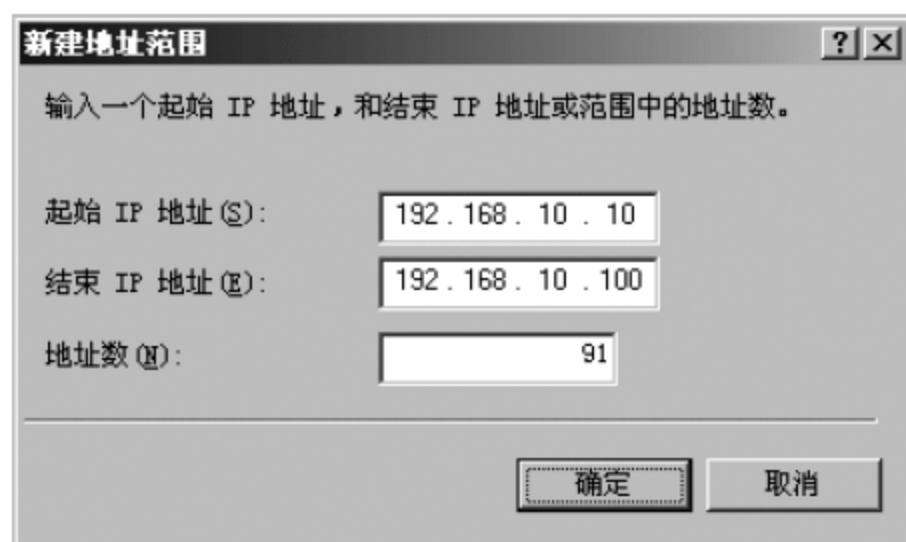 新建地址范围
输入一个起始 IP 地址，和结束 IP 地址或范围中的地址数。
起始 IP 地址(S):
192 . 168 . 10 . 10
结束 IP 地址(E):
192 . 168 . 10 . 100
地址数(N):
91
确定
取消